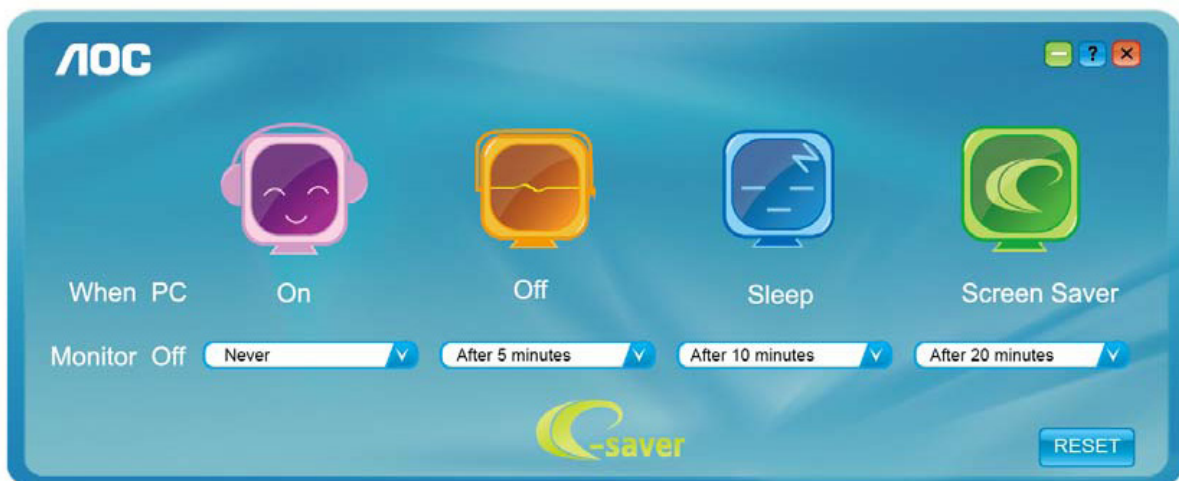 AOC
?
When PC On Off Sleep Screen Saver
Monitor Off Never After 5 minutes After 10 minutes After 20 minutes
e-saver
RESET